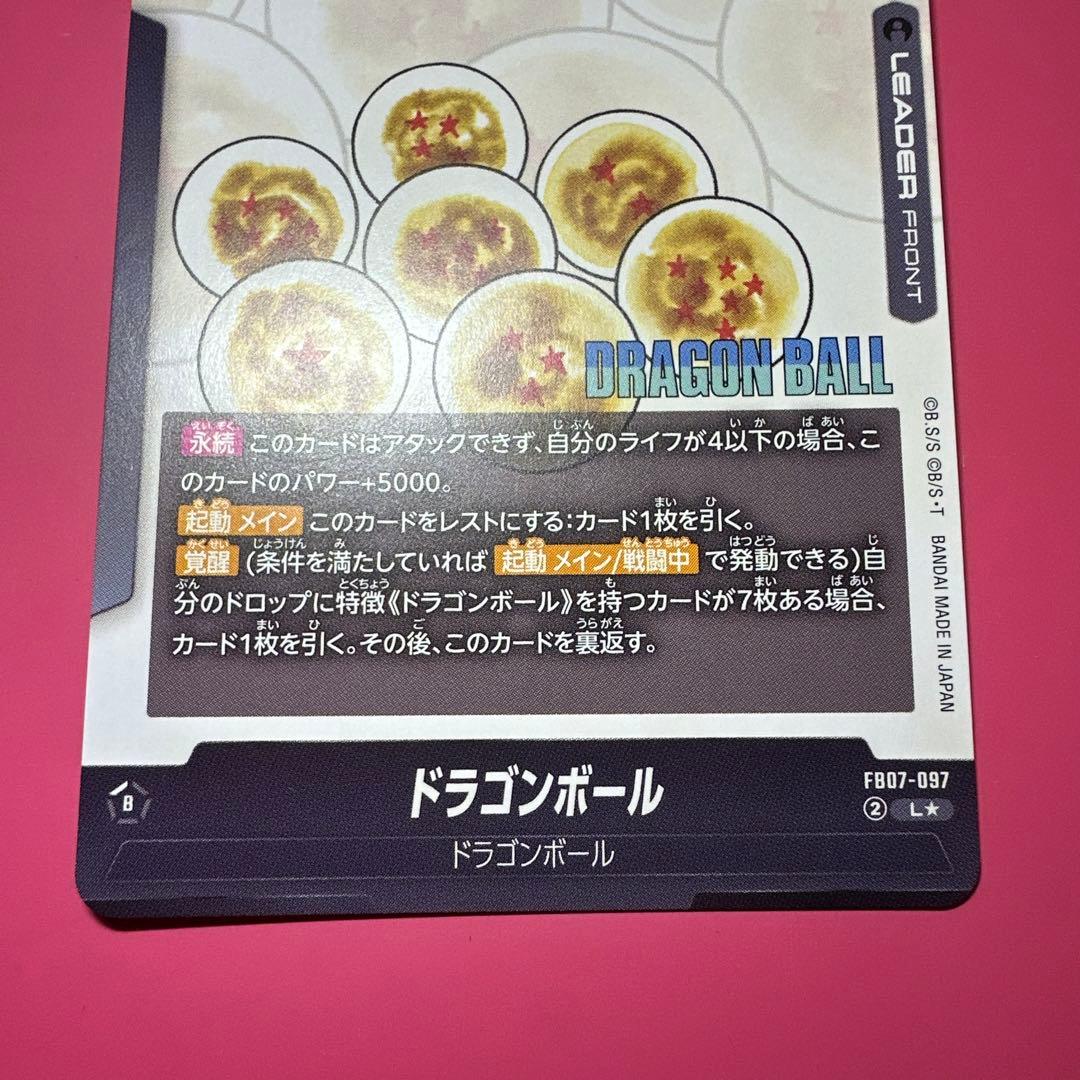 LEADER FRONT
DRAGON BALL
永続 このカードはアタックできず、自分のライフが4以下の場合、こ
のカードのパワー+5000。
起動メイン このカードをレストにする:カード1枚を引く。
覚醒 (条件を満たしていれば 起動メイン/戦闘中 で発動できる)自
分のドロップに特徴《ドラゴンボール》を持つカードが7枚ある場合、
カード1枚を引く。その後、このカードを裏返す。
©B.S/S ©B/S・T BANDAI MADE IN JAPAN
B
ドラゴンボール
FB07-097
② L★
ドラゴンボール